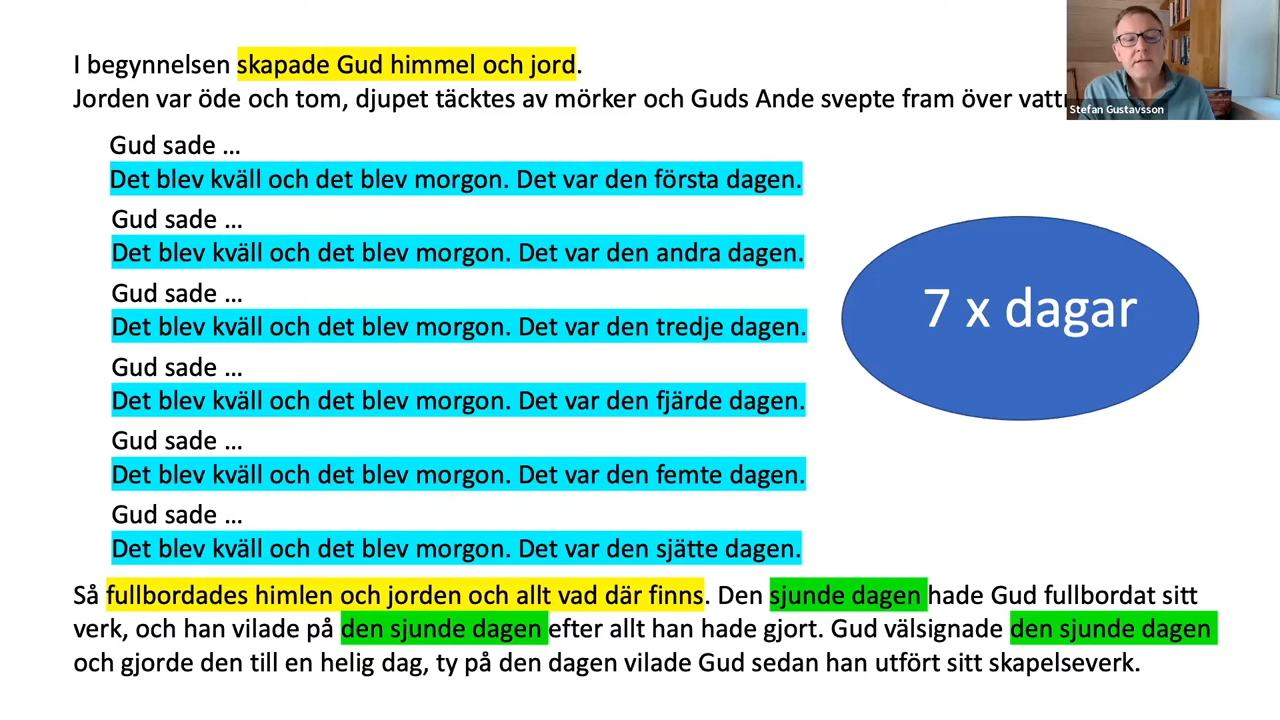 I begynnelsen skapade Gud himmel och jord.
Jorden var öde och tom, djupet täcktes av mörker och Guds Ande svepte fram över
Gud sade …
Det blev kväll och det blev morgon. Det var den första dagen.
Gud sade …
Det blev kväll och det blev morgon. Det var den andra dagen.
Gud sade …
Det blev kväll och det blev morgon. Det var den tredje dagen.
Gud sade …
Det blev kväll och det blev morgon. Det var den fjärde dagen.
Gud sade …
Det blev kväll och det blev morgon. Det var den femte dagen.
Gud sade …
Det blev kväll och det blev morgon. Det var den sjätte dagen.
Så fullbordades himlen och jorden och allt vad där finns. Den sjunde dagen hade Gud fullbordat sitt
verk, och han vilade på den sjunde dagen efter allt han hade gjort. Gud välsignade den sjunde dagen
och gjorde den till en helig dag, ty på den dagen vilade Gud sedan han utfört sitt skapelseverk.
7 x dagar
Stefan Gustavsson